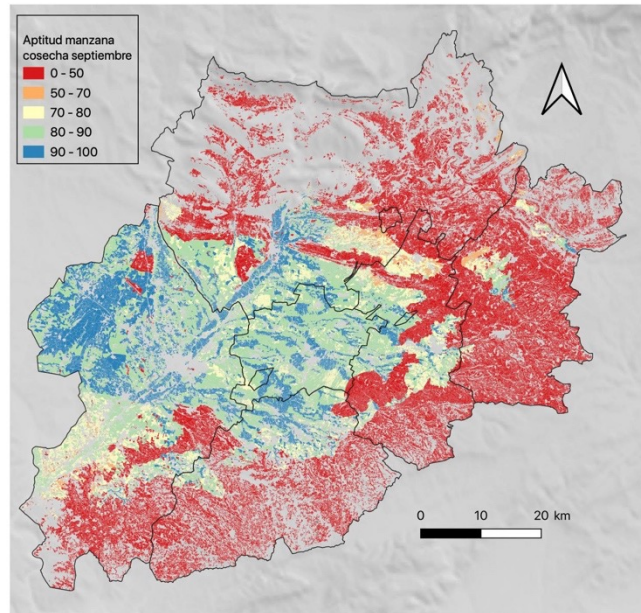 Aptitud manzana
cosecha septiembre
0 - 50
50 - 70
70 - 80
80 - 90
90 - 100
0 10 20 km